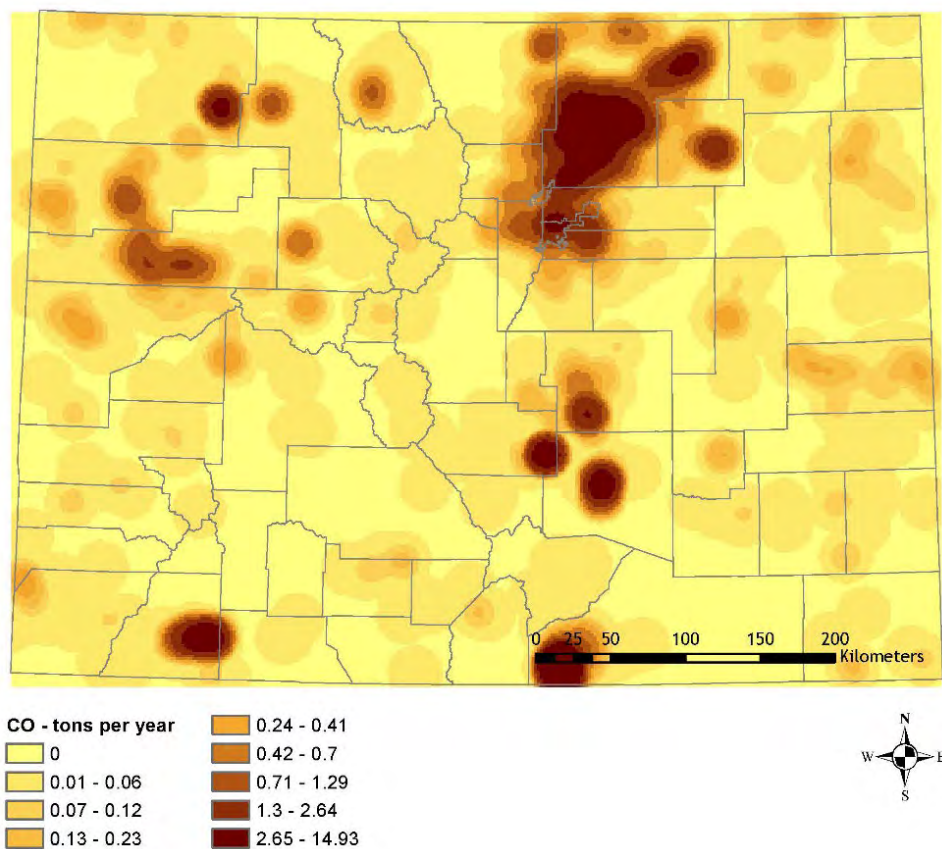 0 25 50 100 150 200
Kilometers
CO - tons per year
0
0.01 - 0.06
0.07 - 0.12
0.13 - 0.23
0.24 - 0.41
0.42 - 0.7
0.71 - 1.29
1.3 - 2.64
2.65 - 14.93
N
W E
S